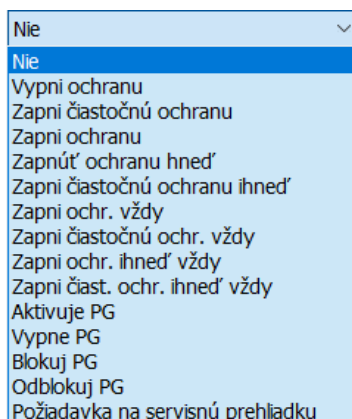 Nie
Nie
Vypni ochranu
Zapni čiastočnú ochranu
Zapni ochranu
Zapnúť ochranu hneď
Zapni čiastočnú ochranu ihneď
Zapni ochr. vždy
Zapni čiastočnú ochr. vždy
Zapni ochr. ihneď vždy
Zapni čiast. ochr. ihneď vždy
Aktivuje PG
Vypne PG
Blokuj PG
Odblokuj PG
Požiadavka na servisnú prehliadku